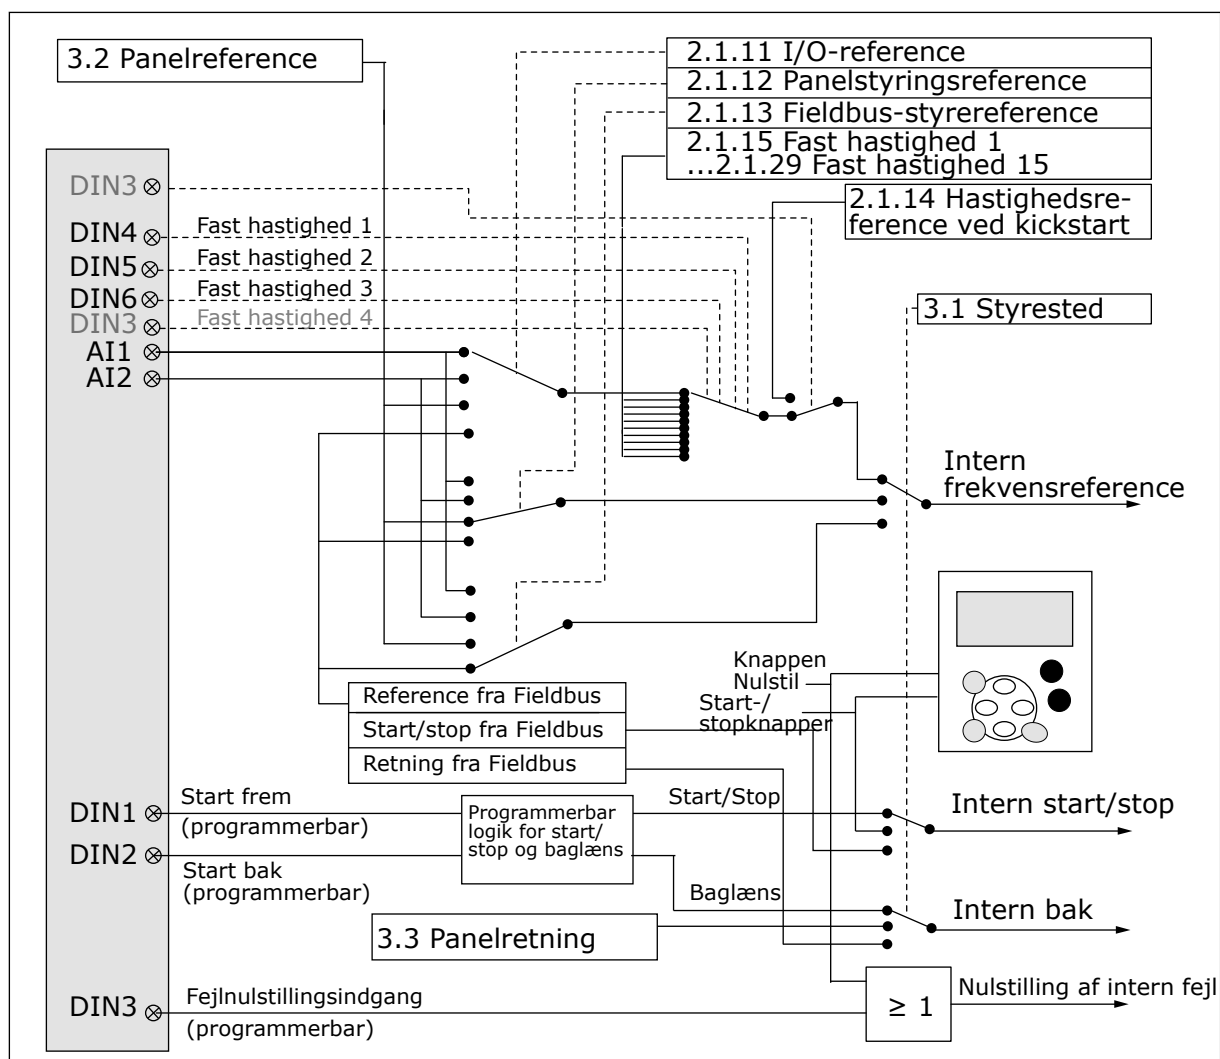 3.2 Panelreference
2.1.11 I/O-reference
2.1.12 Panelstyringsreference
2.1.13 Fieldbus-styrereference
2.1.15 Fast hastighed 1
...2.1.29 Fast hastighed 15
2.1.14 Hastighedsre-
ference ved kickstart
3.1 Styrested
DIN3
DIN4
Fast hastighed 1
DIN5
Fast hastighed 2
DIN6
Fast hastighed 3
DIN3
Fast hastighed 4
AI1
AI2
Intern
frekvensreference
Knappen
Nulstil
Start-/
stopknapper
Reference fra Fieldbus
Start/stop fra Fieldbus
Retning fra Fieldbus
DIN1
Start frem
(programmerbar)
DIN2
Start bak
(programmerbar)
Programmerbar
logik for start/
stop og baglæns
Start/Stop
Baglæns
Intern start/stop
3.3 Panelretning
Intern bak
DIN3
Fejlnulstillingsindgang
(programmerbar)
≥ 1
Nulstilling af intern fejl